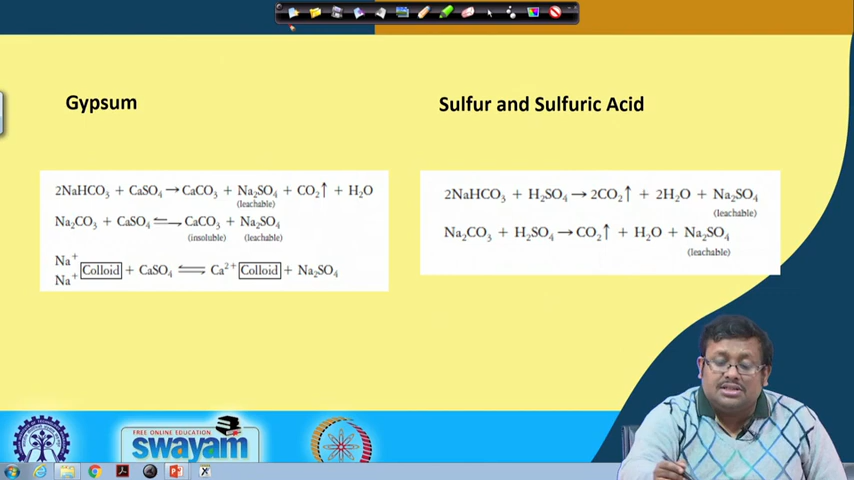 Gypsum
2NaHCO₃ + CaSO₄ → CaCO₃ + Na₂SO₄ + CO₂↑ + H₂O
(leachable)
Na₂CO₃ + CaSO₄ ⇌ CaCO₃ + Na₂SO₄
(insoluble) (leachable)
Na⁺
Na⁺ Colloid + CaSO₄ ⇌ Ca²⁺ Colloid + Na₂SO₄
Sulfur and Sulfuric Acid
2NaHCO₃ + H₂SO₄ → 2CO₂↑ + 2H₂O + Na₂SO₄
(leachable)
Na₂CO₃ + H₂SO₄ → CO₂↑ + H₂O + Na₂SO₄
(leachable)
FREE ONLINE EDUCATION
swayam